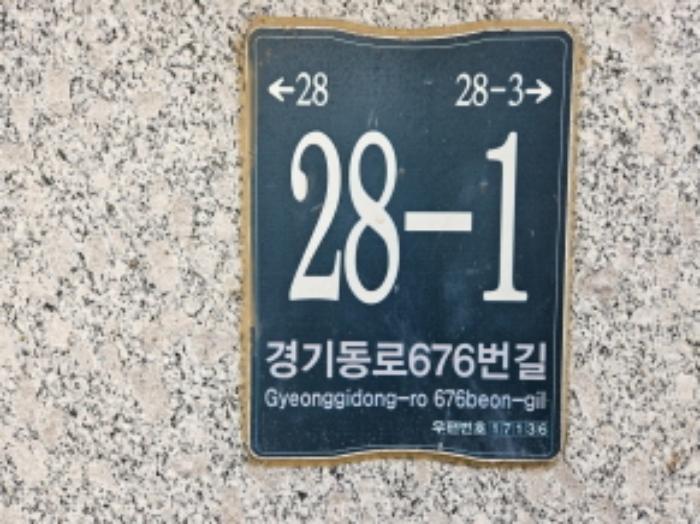 ←28 28-3→
28-1
경기동로676번길
Gyeonggidong-ro 676beon-gil
우편번호 17136